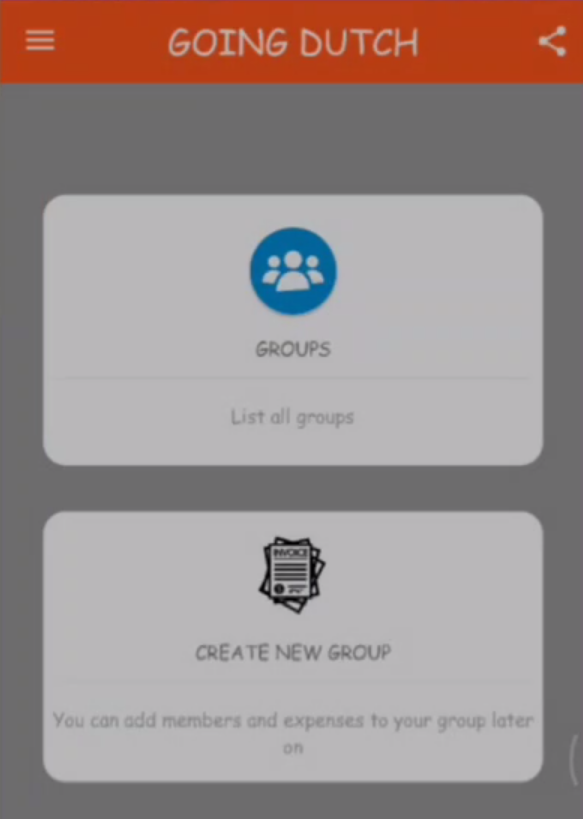 GOING DUTCH
GROUPS
List all groups
INVOICE
CREATE NEW GROUP
You can add members and expenses to your group later
on